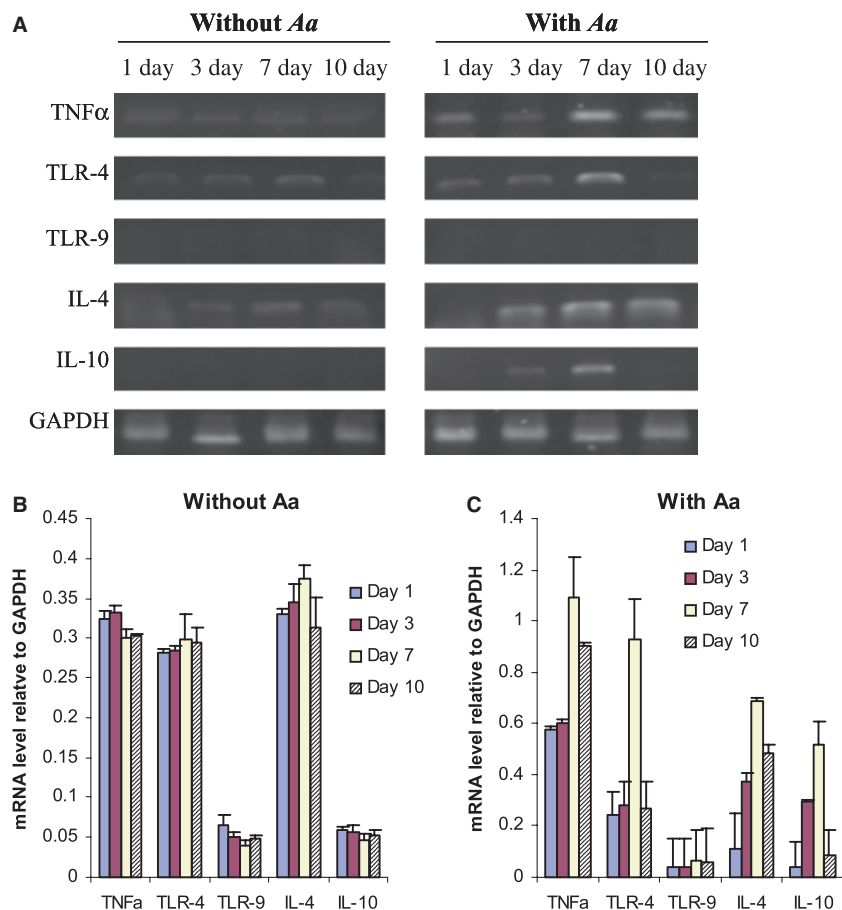 A
Without Aa
With Aa
1 day 3 day 7 day 10 day
1 day 3 day 7 day 10 day
TNFα
TLR-4
TLR-9
IL-4
IL-10
GAPDH
B
Without Aa
mRNA level relatve to GAPDH
0.45
0.4
0.35
0.3
0.25
0.2
0.15
0.1
0.05
0
Day 1
Day 3
Day 7
Day 10
TNFa TLR-4 TLR-9 IL-4 IL-10
C
With Aa
mRNA level relative to GAPDH
1.4
1.2
1
0.8
0.6
0.4
0.2
0
Day 1
Day 3
Day 7
Day 10
TNFa TLR-4 TLR-9 IL-4 IL-10